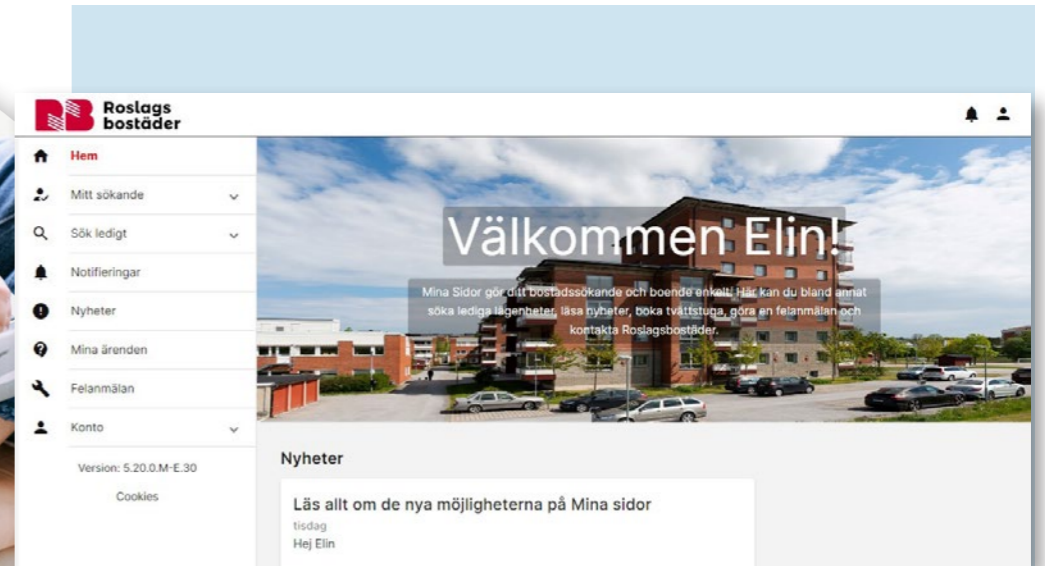 Roslags
bostäder
Hem
Mitt sökande
Sök ledigt
Notifieringar
Nyheter
Mina ärenden
Felanmälan
Konto
Version: 5.20.0.M-E.30
Cookies
Välkommen Elin!
Mina Sidor gör ditt bostadssökande och boende enkelt! Här kan du bland annat
söka lediga lägenheter, läsa nyheter, boka tvättstuga, göra en felanmälan och
kontakta Roslagsbostäder.
Nyheter
Läs allt om de nya möjligheterna på Mina sidor
tisdag
Hej Elin